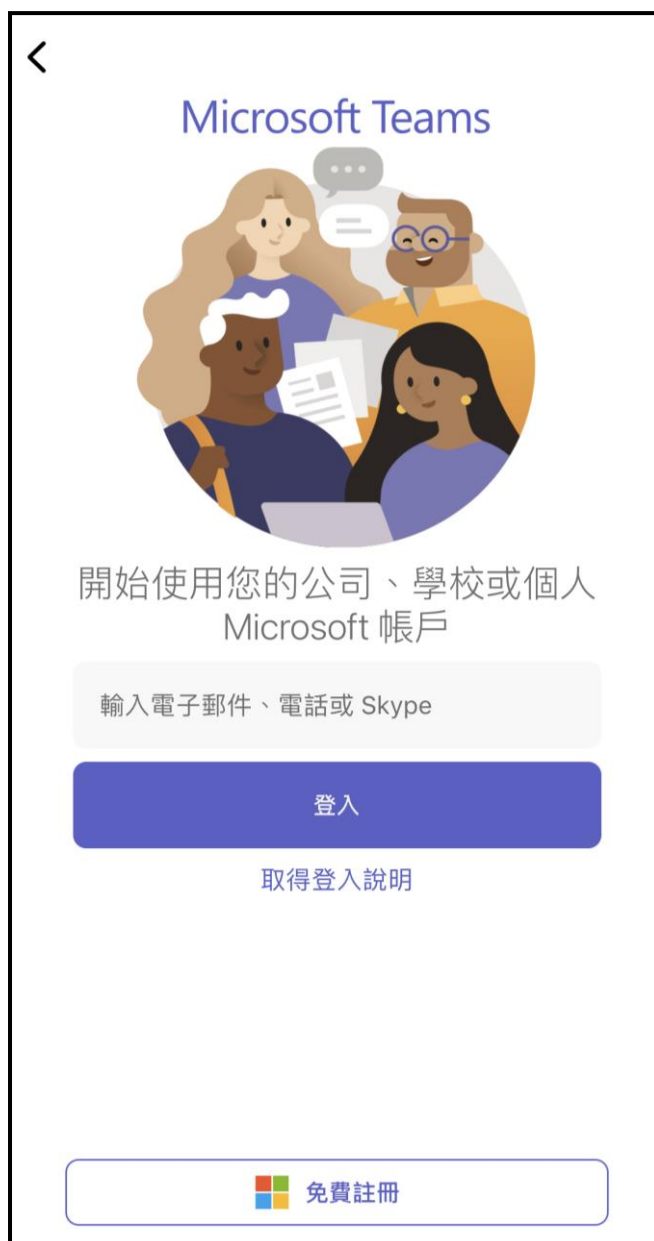 Microsoft Teams
開始使用您的公司、學校或個人
Microsoft 帳戶
輸入電子郵件、電話或 Skype
登入
取得登入說明
免費註冊